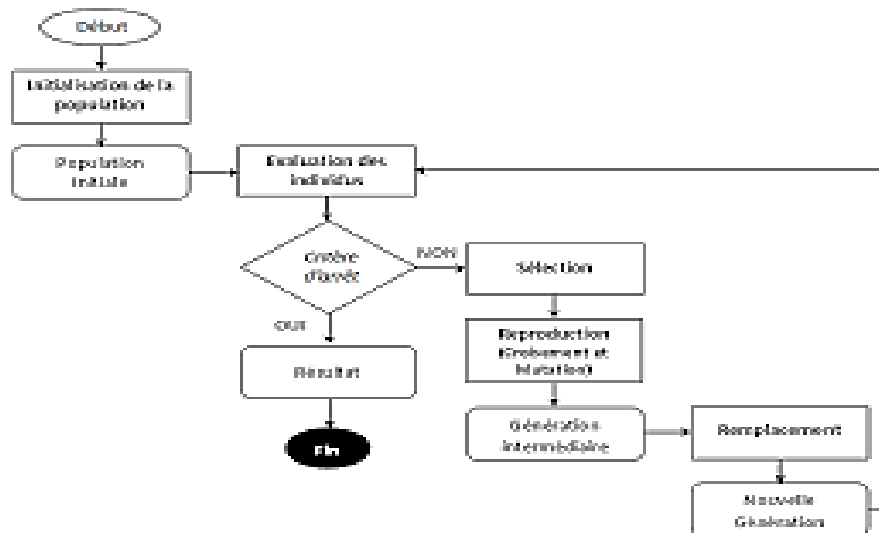 Début
Initialisation de la
population
Population
Initiale
Evaluation des
individus
Critère
d'arrêt
NON
Sélection
OUI
Reproduction
(Croisement et
Mutation)
Résultat
Génération
intermédiaire
Remplacement
Fin
Nouvelle
Génération